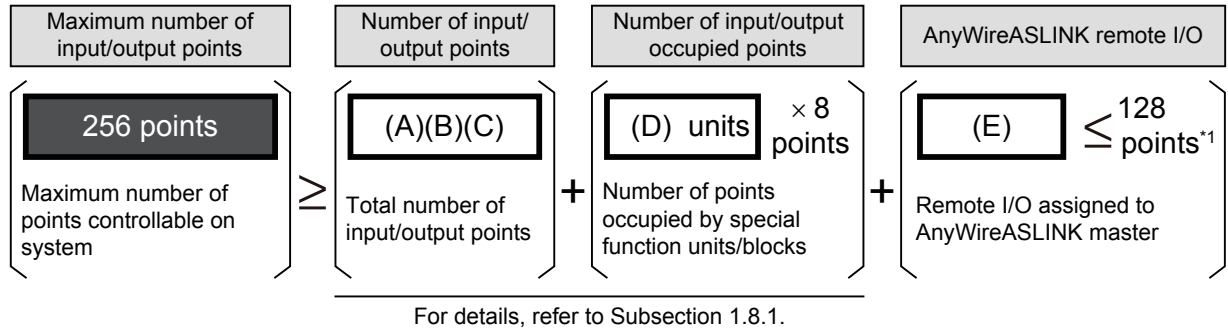 Maximum number of
input/output points
Number of input/
output points
Number of input/output
occupied points
AnyWireASLINK remote I/O
256 points
Maximum number of
points controllable on
system
≥
(A)(B)(C)
Total number of
input/output points
+
(D) units
× 8
points
Number of points
occupied by special
function units/blocks
+
(E)
≤ 128
points*1
Remote I/O assigned to
AnyWireASLINK master
For details, refer to Subsection 1.8.1.